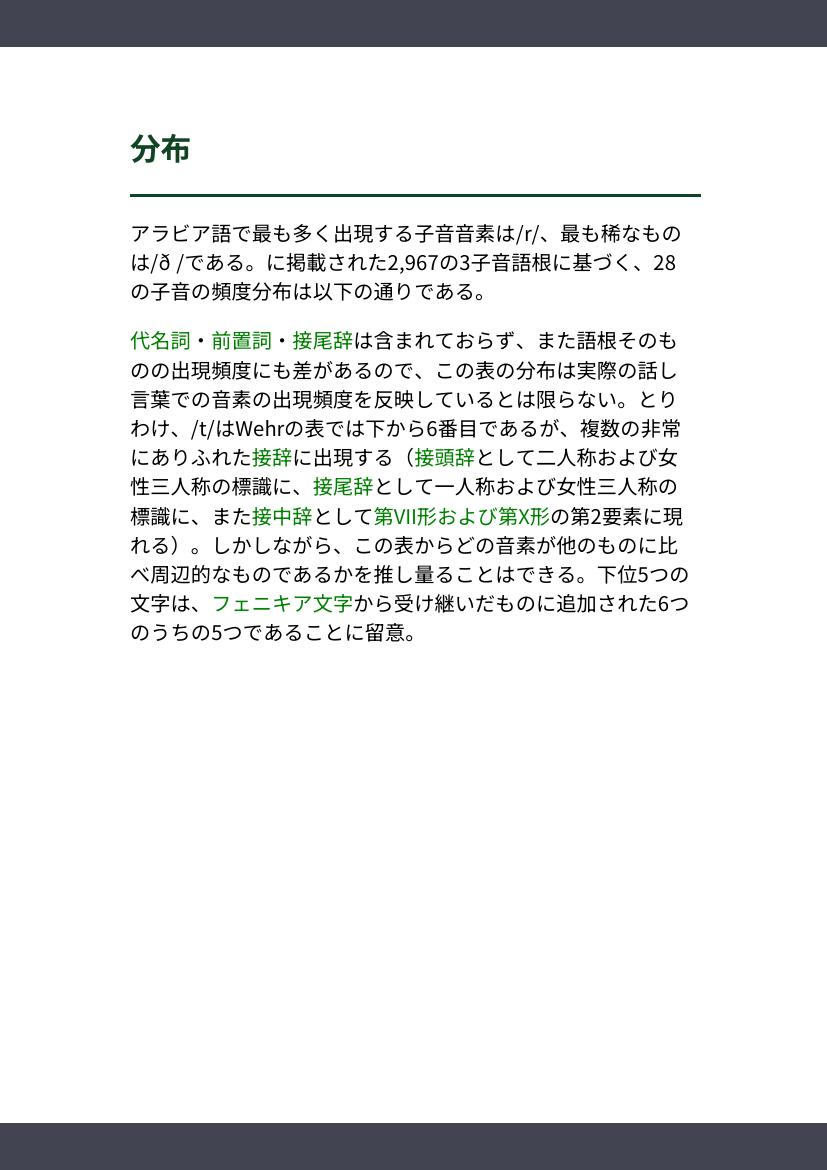 分布
アラビア語で最も多く出現する子音音素は/r/、最も稀なもの
は/ð /である。に掲載された2,967の3子音語根に基づく、28
の子音の頻度分布は以下の通りである。
代名詞・前置詞・接尾辞は含まれておらず、また語根そのも
のの出現頻度にも差があるので、この表の分布は実際の話し
言葉での音素の出現頻度を反映しているとは限らない。とり
わけ、/t/はWehrの表では下から6番目であるが、複数の非常
にありふれた接辞に出現する（接頭辞として二人称および女
性三人称の標識に、接尾辞として一人称および女性三人称の
標識に、また接中辞として第VII形および第X形の第2要素に現
れる）。しかしながら、この表からどの音素が他のものに比
べ周辺的なものであるかを推し量ることはできる。下位5つの
文字は、フェニキア文字から受け継いだものに追加された6つ
のうちの5つであることに留意。